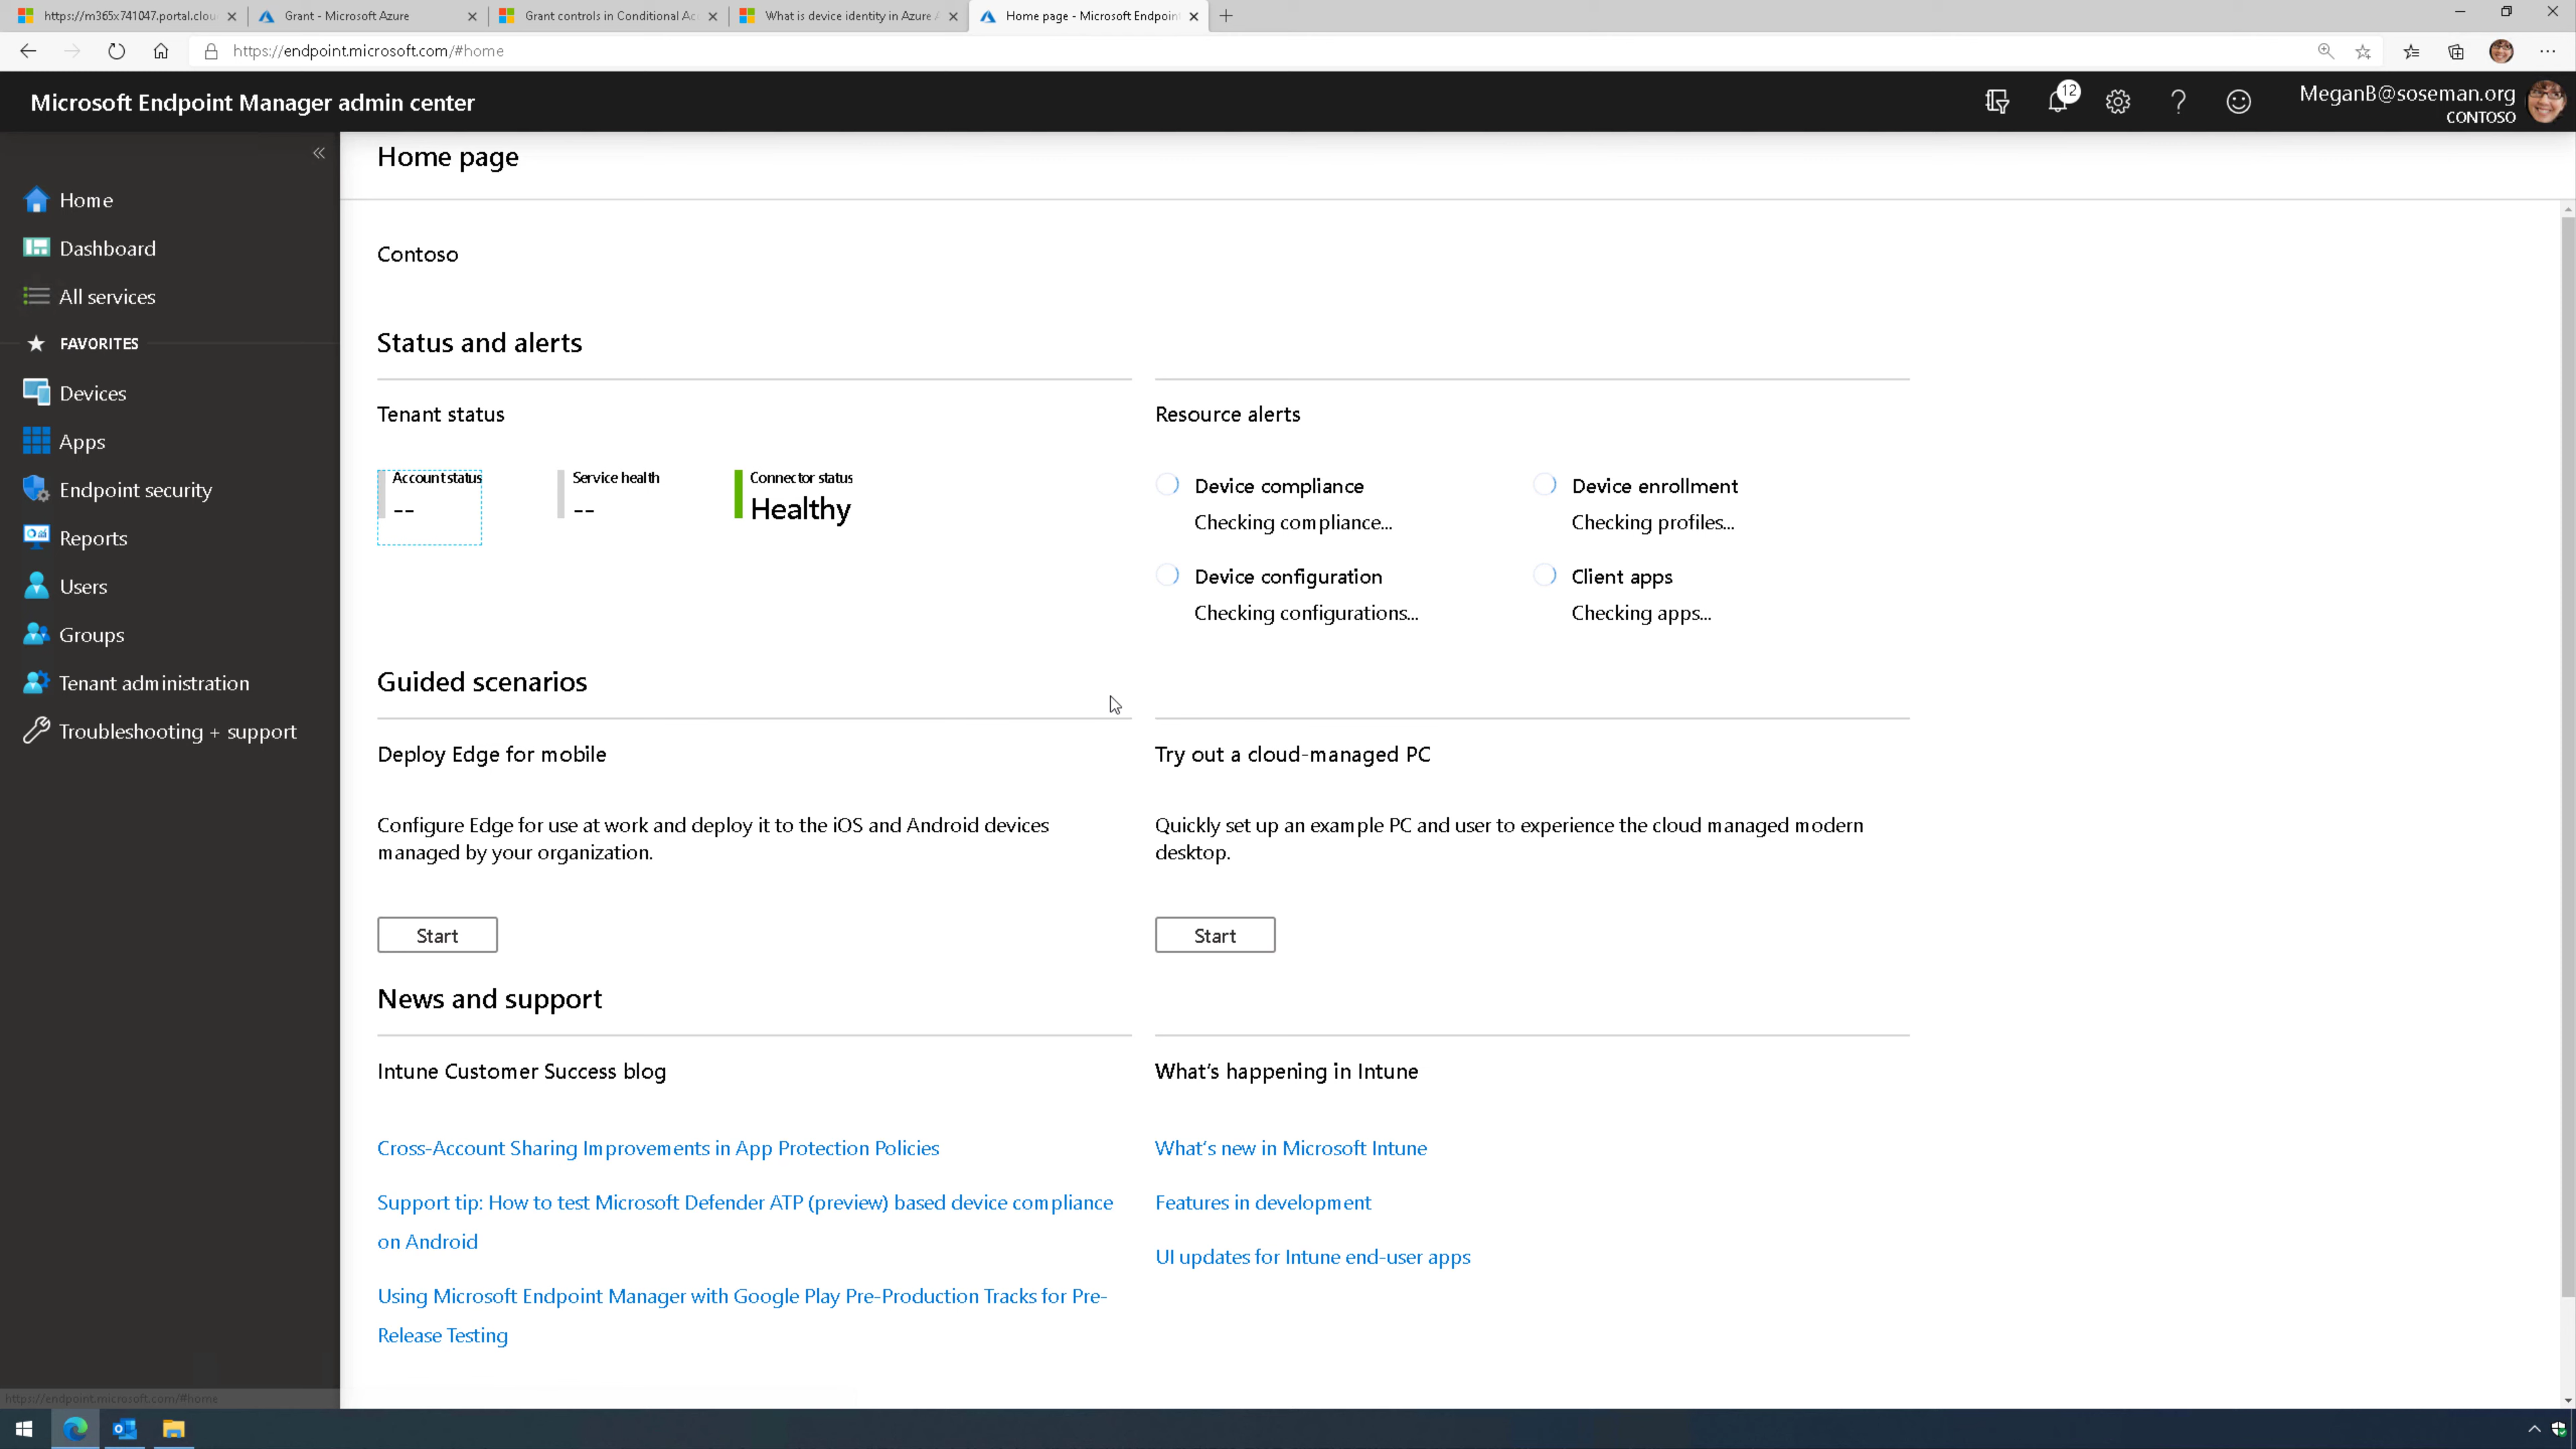 https://m365x741047.portal.clou
Grant - Microsoft Azure
Grant controls in Conditional Ac
What is device identity in Azure A
Home page - Microsoft Endpoin
https://endpoint.microsoft.com/#home
Microsoft Endpoint Manager admin center
12
MeganB@soseman.org
CONTOSO
Home
Dashboard
All services
FAVORITES
Devices
Apps
Endpoint security
Reports
Users
Groups
Tenant administration
Troubleshooting + support
Home page
Contoso
Status and alerts
Tenant status
Account status
--
Service health
--
Connector status
Healthy
Resource alerts
Device compliance
Checking compliance...
Device enrollment
Checking profiles...
Device configuration
Checking configurations...
Client apps
Checking apps...
Guided scenarios
Deploy Edge for mobile
Configure Edge for use at work and deploy it to the iOS and Android devices
managed by your organization.
Start
Try out a cloud-managed PC
Quickly set up an example PC and user to experience the cloud managed modern
desktop.
Start
News and support
Intune Customer Success blog
Cross-Account Sharing Improvements in App Protection Policies
Support tip: How to test Microsoft Defender ATP (preview) based device compliance
on Android
Using Microsoft Endpoint Manager with Google Play Pre-Production Tracks for Pre-
Release Testing
What's happening in Intune
What's new in Microsoft Intune
Features in development
UI updates for Intune end-user apps
https://endpoint.microsoft.com/#home